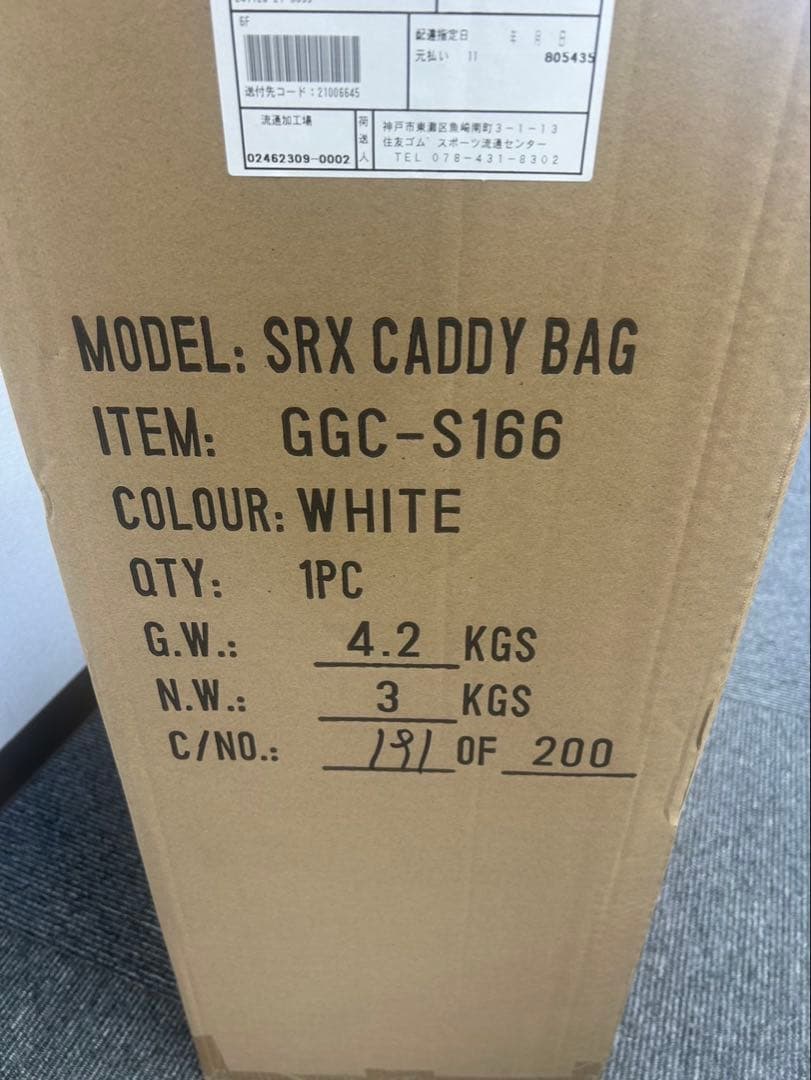 6F
配達指定日 年 月 日
元払い 11 805435
送付先コード：21006645
流通加工場
02462309-0002
荷送人
神戸市東灘区魚崎南町3-1-13
住友ゴム゛スポーツ流通センター
TEL 078-431-8302
MODEL: SRX CADDY BAG
ITEM: GGC-S166
COLOUR: WHITE
QTY: 1PC
G.W.: 4.2 KGS
N.W.: 3 KGS
C/NO.: 191 OF 200